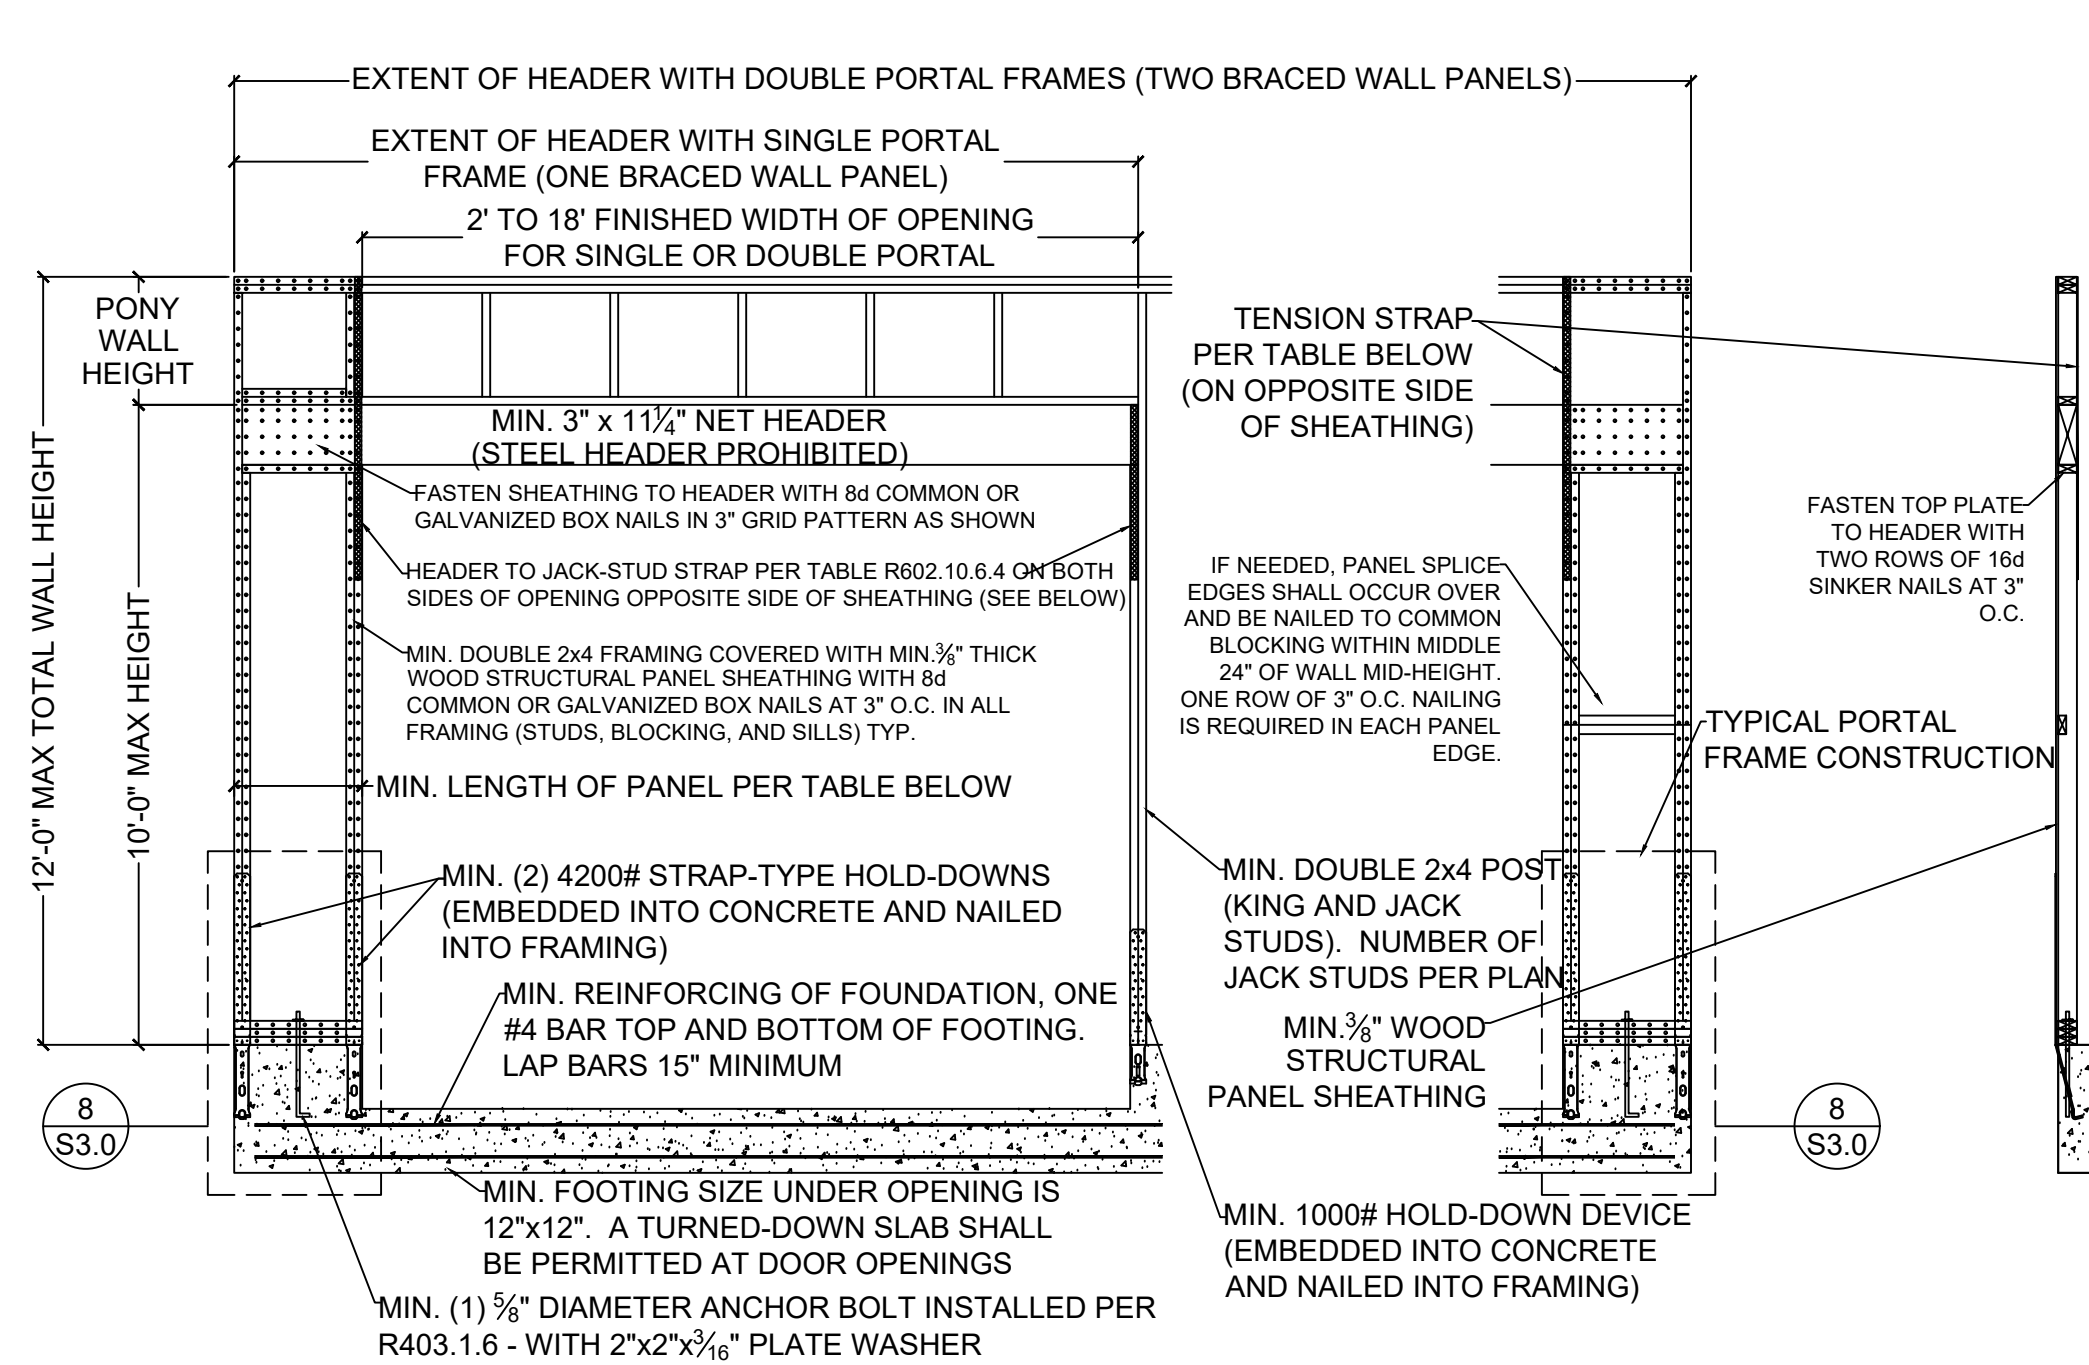 EXTENT OF HEADER WITH DOUBLE PORTAL FRAMES (TWO BRACED WALL PANELS)
EXTENT OF HEADER WITH SINGLE PORTAL
FRAME (ONE BRACED WALL PANEL)
2' TO 18' FINISHED WIDTH OF OPENING
FOR SINGLE OR DOUBLE PORTAL
PONY
WALL
HEIGHT
12'-0" MAX TOTAL WALL HEIGHT
10'-0" MAX HEIGHT
MIN. 3" x 11¼" NET HEADER
(STEEL HEADER PROHIBITED)
FASTEN SHEATHING TO HEADER WITH 8d COMMON OR
GALVANIZED BOX NAILS IN 3" GRID PATTERN AS SHOWN
HEADER TO JACK-STUD STRAP PER TABLE R602.10.6.4 ON BOTH
SIDES OF OPENING OPPOSITE SIDE OF SHEATHING (SEE BELOW)
MIN. DOUBLE 2x4 FRAMING COVERED WITH MIN.⅜" THICK
WOOD STRUCTURAL PANEL SHEATHING WITH 8d
COMMON OR GALVANIZED BOX NAILS AT 3" O.C. IN ALL
FRAMING (STUDS, BLOCKING, AND SILLS) TYP.
MIN. LENGTH OF PANEL PER TABLE BELOW
MIN. (2) 4200# STRAP-TYPE HOLD-DOWNS
(EMBEDDED INTO CONCRETE AND NAILED
INTO FRAMING)
MIN. REINFORCING OF FOUNDATION, ONE
#4 BAR TOP AND BOTTOM OF FOOTING.
LAP BARS 15" MINIMUM
8
S3.0
MIN. FOOTING SIZE UNDER OPENING IS
12"x12". A TURNED-DOWN SLAB SHALL
BE PERMITTED AT DOOR OPENINGS
MIN. (1) ⅝" DIAMETER ANCHOR BOLT INSTALLED PER
R403.1.6 - WITH 2"x2"x3⁄16" PLATE WASHER
TENSION STRAP
PER TABLE BELOW
(ON OPPOSITE SIDE
OF SHEATHING)
IF NEEDED, PANEL SPLICE
EDGES SHALL OCCUR OVER
AND BE NAILED TO COMMON
BLOCKING WITHIN MIDDLE
24" OF WALL MID-HEIGHT.
ONE ROW OF 3" O.C. NAILING
IS REQUIRED IN EACH PANEL
EDGE.
MIN. DOUBLE 2x4 POST
(KING AND JACK
STUDS). NUMBER OF
JACK STUDS PER PLAN
MIN.⅜" WOOD
STRUCTURAL
PANEL SHEATHING
MIN. 1000# HOLD-DOWN DEVICE
(EMBEDDED INTO CONCRETE
AND NAILED INTO FRAMING)
FASTEN TOP PLATE
TO HEADER WITH
TWO ROWS OF 16d
SINKER NAILS AT 3"
O.C.
TYPICAL PORTAL
FRAME CONSTRUCTION
8
S3.0